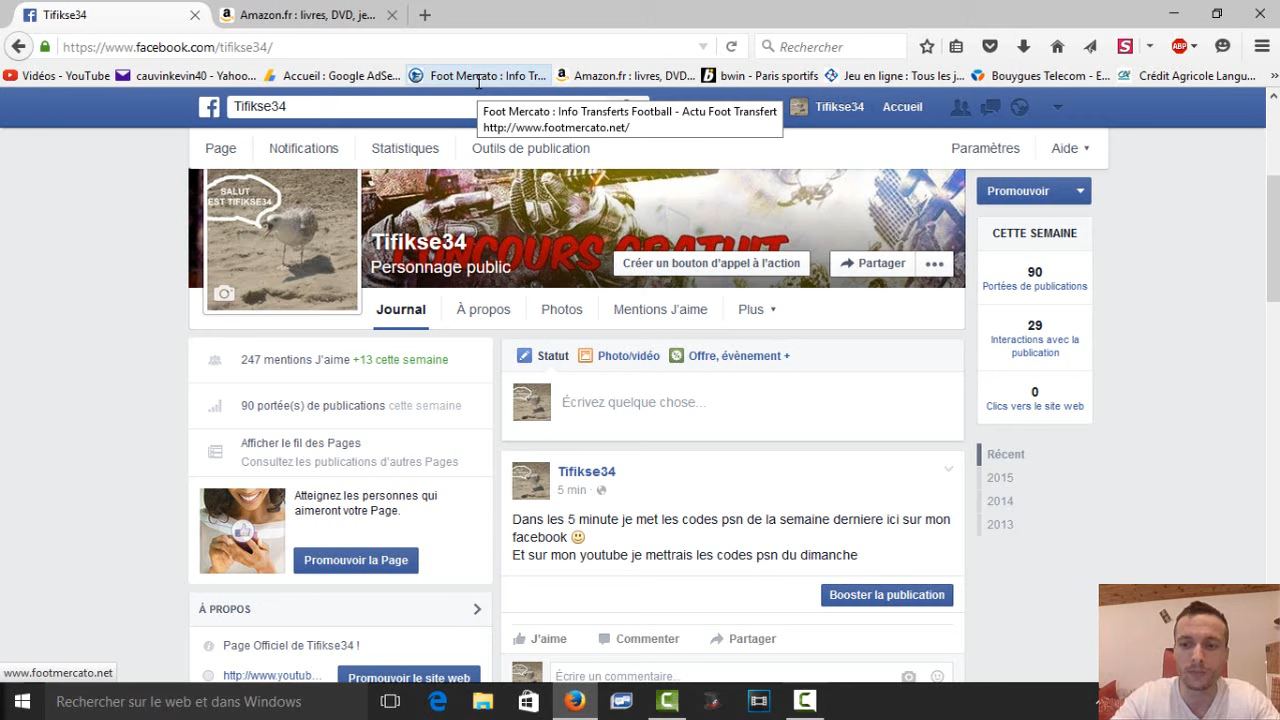 Tifikse34
Amazon.fr : livres, DVD, je...
https://www.facebook.com/tifikse34/
Rechercher
Vidéos - YouTube
cauvinkevin40 - Yahoo...
Accueil : Google AdSe...
Foot Mercato : Info Tr...
Amazon.fr : livres, DVD,...
bwin - Paris sportifs
Jeu en ligne : Tous les j...
Bouygues Telecom - E...
Crédit Agricole Langu...
Tifikse34
Foot Mercato : Info Transferts Football - Actu Foot Transfert
http://www.footmercato.net/
Tifikse34
Accueil
Page
Notifications
Statistiques
Outils de publication
Paramètres
Aide
SALUT
EST TIFIKSE34
CONCOURS GRATUIT
Tifikse34
Personnage public
Créer un bouton d'appel à l'action
Partager
Promouvoir
Journal
À propos
Photos
Mentions J'aime
Plus
CETTE SEMAINE
90
Portées de publications
29
Interactions avec la
publication
0
Clics vers le site web
Récent
2015
2014
2013
247 mentions J'aime +13 cette semaine
90 portée(s) de publications cette semaine
Afficher le fil des Pages
Consultez les publications d'autres Pages
Atteignez les personnes qui
aimeront votre Page.
Promouvoir la Page
À PROPOS
Page Officiel de Tifikse34 !
http://www.youtub...
Promouvoir le site web
Statut
Photo/vidéo
Offre, évènement +
Écrivez quelque chose...
Tifikse34
5 min
Dans les 5 minute je met les codes psn de la semaine derniere ici sur mon
facebook
Et sur mon youtube je mettrais les codes psn du dimanche
Booster la publication
J'aime
Commenter
Partager
Écrire un commentaire...
www.footmercato.net
Rechercher sur le web et dans Windows